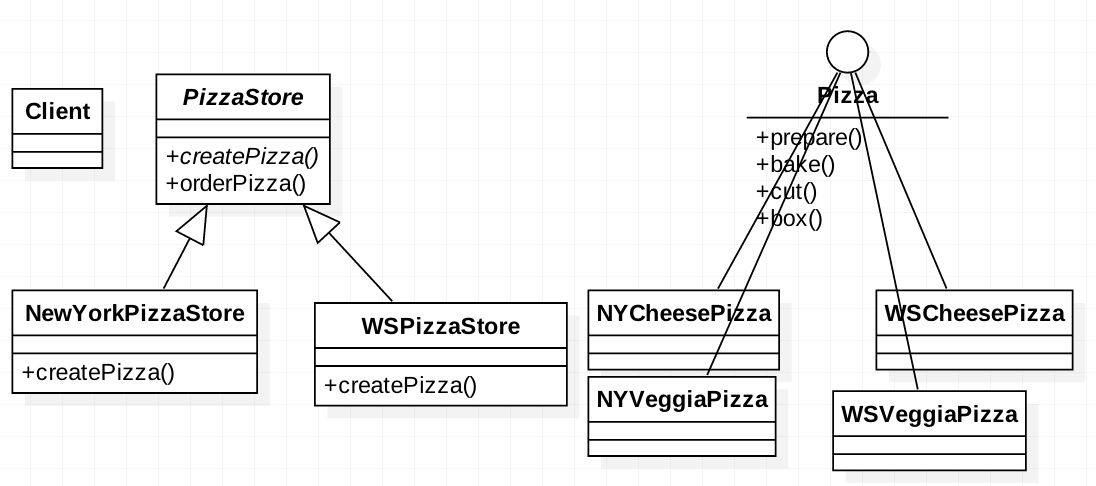 Client
PizzaStore
+createPizza()
+orderPizza()
NewYorkPizzaStore
+createPizza()
WSPizzaStore
+createPizza()
Pizza
+prepare()
+bake()
+cut()
+box()
NYCheesePizza
NYVeggiaPizza
WSCheesePizza
WSVeggiaPizza